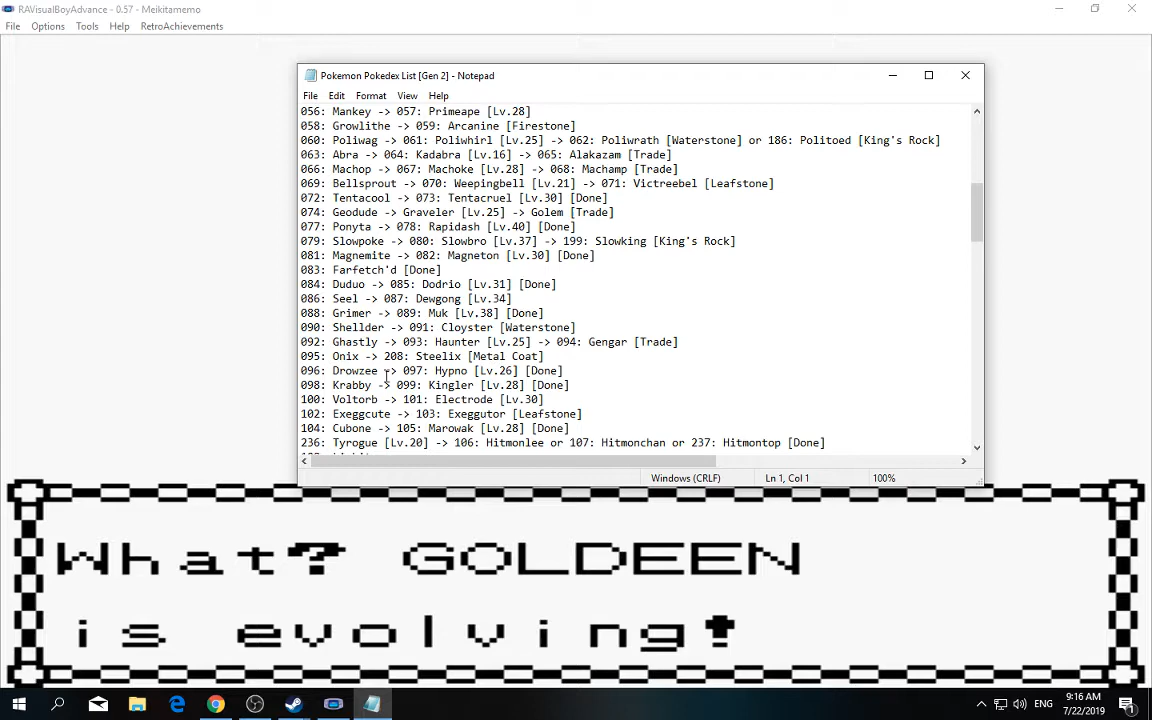 RAVisualBoyAdvance - 0.57 - Meikitamemo
File Options Tools Help RetroAchievements
Pokemon Pokedex List [Gen 2] - Notepad
File Edit Format View Help
056: Mankey -> 057: Primeape [Lv.28]
058: Growlithe -> 059: Arcanine [Firestone]
060: Poliwag -> 061: Poliwhirl [Lv.25] -> 062: Poliwrath [Waterstone] or 186: Politoed [King's Rock]
063: Abra -> 064: Kadabra [Lv.16] -> 065: Alakazam [Trade]
066: Machop -> 067: Machoke [Lv.28] -> 068: Machamp [Trade]
069: Bellsprout -> 070: Weepingbell [Lv.21] -> 071: Victreebel [Leafstone]
072: Tentacool -> 073: Tentacruel [Lv.30] [Done]
074: Geodude -> Graveler [Lv.25] -> Golem [Trade]
077: Ponyta -> 078: Rapidash [Lv.40] [Done]
079: Slowpoke -> 080: Slowbro [Lv.37] -> 199: Slowking [King's Rock]
081: Magnemite -> 082: Magneton [Lv.30] [Done]
083: Farfetch'd [Done]
084: Duduo -> 085: Dodrio [Lv.31] [Done]
086: Seel -> 087: Dewgong [Lv.34]
088: Grimer -> 089: Muk [Lv.38] [Done]
090: Shellder -> 091: Cloyster [Waterstone]
092: Ghastly -> 093: Haunter [Lv.25] -> 094: Gengar [Trade]
095: Onix -> 208: Steelix [Metal Coat]
096: Drowzee -> 097: Hypno [Lv.26] [Done]
098: Krabby -> 099: Kingler [Lv.28] [Done]
100: Voltorb -> 101: Electrode [Lv.30]
102: Exeggcute -> 103: Exeggutor [Leafstone]
104: Cubone -> 105: Marowak [Lv.28] [Done]
236: Tyrogue [Lv.20] -> 106: Hitmonlee or 107: Hitmonchan or 237: Hitmontop [Done]
Windows (CRLF) Ln 1, Col 1 100%
What? GOLDEEN
is evolving!
ENG
9:16 AM
7/22/2019
1